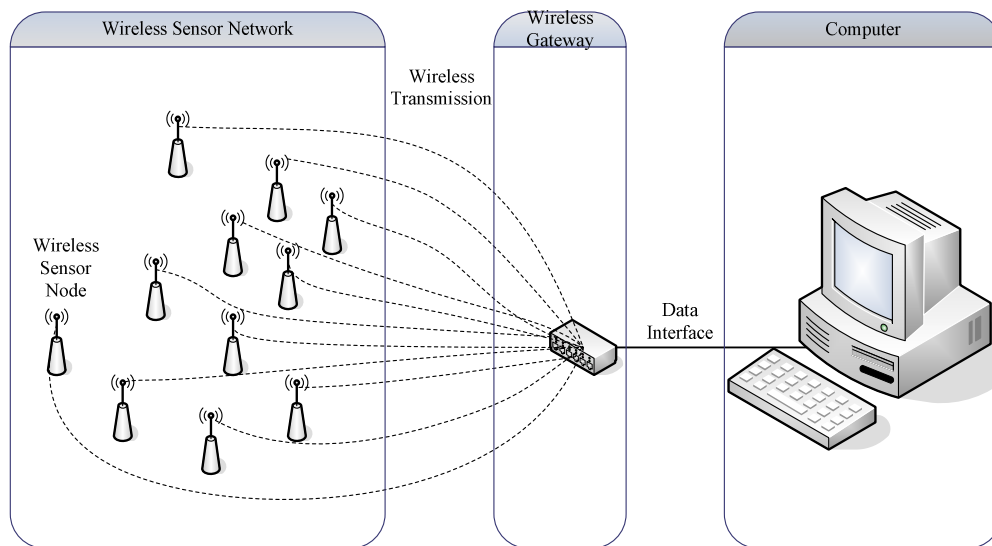 Wireless Sensor Network
Wireless
Gateway
Computer
Wireless
Transmission
Wireless
Sensor
Node
Data
Interface